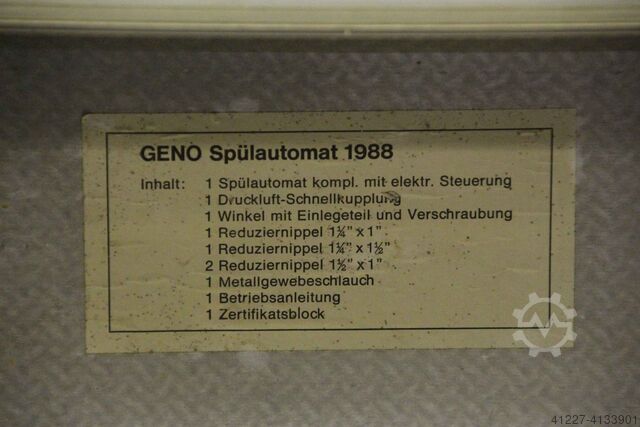 GENO Spülautomat 1988
Inhalt: 1 Spülautomat kompl. mit elektr. Steuerung
1 Druckluft-Schnellkupplung
1 Winkel mit Einlegeteil und Verschraubung
1 Reduziernippel 1¼” x 1”
1 Reduziernippel 1¼” x 1½”
2 Reduziernippel 1½” x 1”
1 Metallgewebeschlauch
1 Betriebsanleitung
1 Zertifikatsblock
41227-4133901